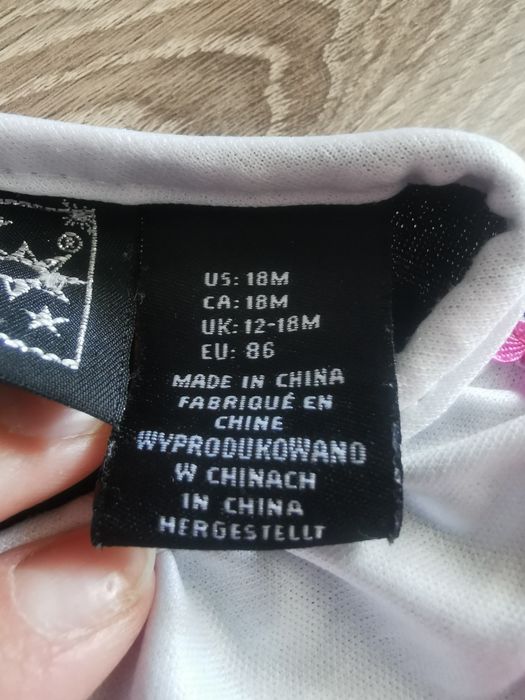 ®
US: 18M
CA: 18M
UK: 12-18M
EU: 86
MADE IN CHINA
FABRIQUÉ EN
CHINE
WYPRODUKOWANO
W CHINACH
IN CHINA
HERGESTELLT